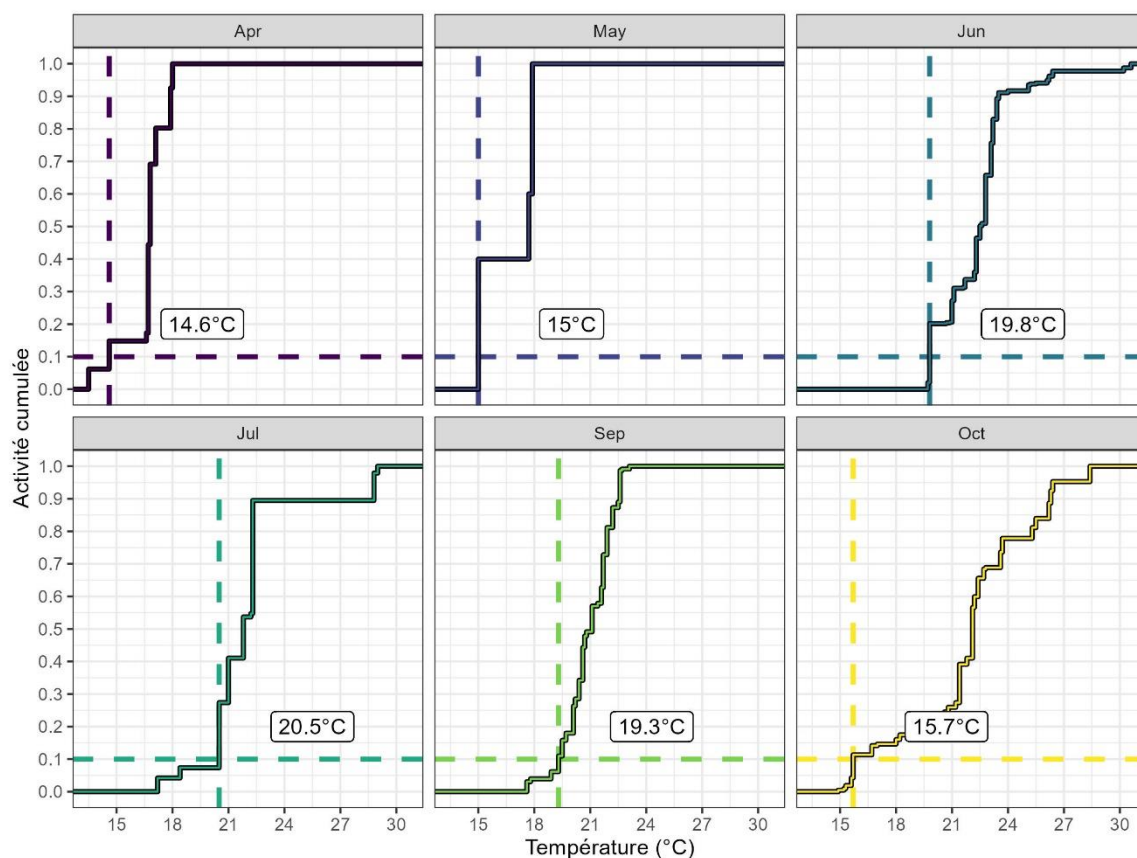 Apr
May
Jun
1.0
0.9
0.8
0.7
0.6
0.5
0.4
0.3
0.2
0.1
0.0
14.6°C
15°C
19.8°C
Activité cumulée
Jul
Sep
Oct
1.0
0.9
0.8
0.7
0.6
0.5
0.4
0.3
0.2
0.1
0.0
20.5°C
19.3°C
15.7°C
15 18 21 24 27 30
15 18 21 24 27 30
15 18 21 24 27 30
Température (°C)